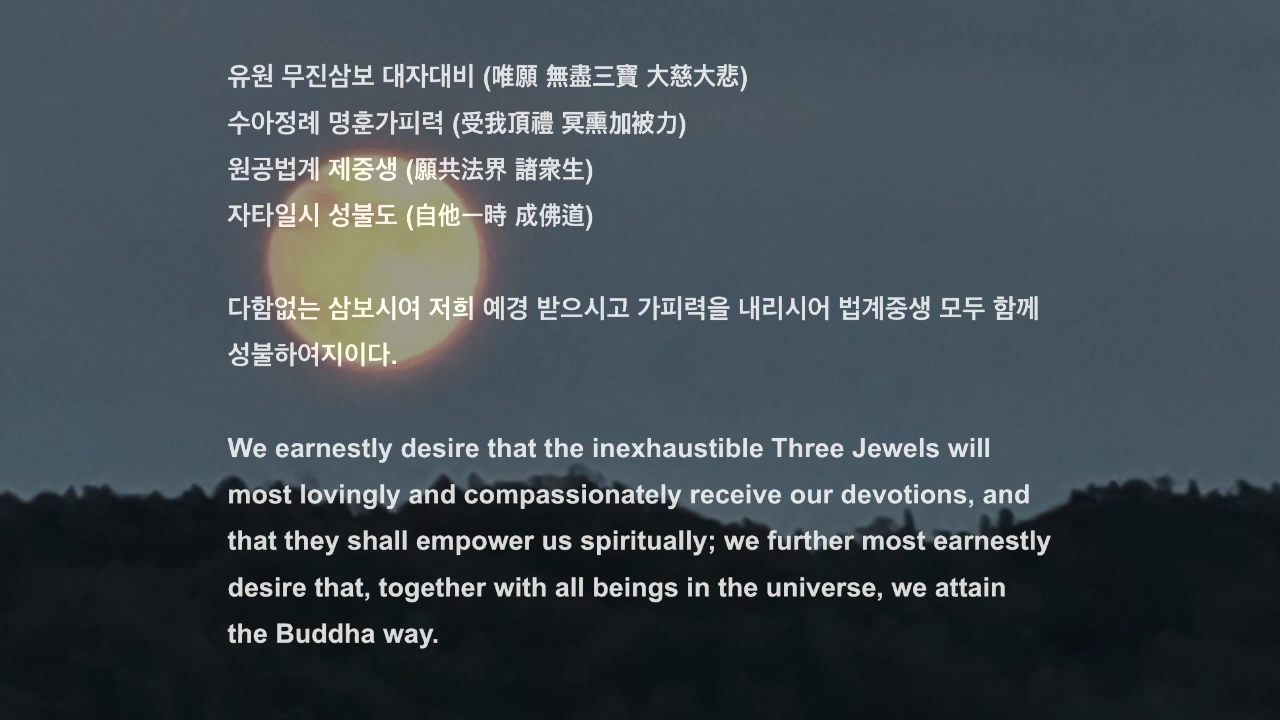 유원 무진삼보 대자대비 (唯願 無盡三寶 大慈大悲)
수아정례 명훈가피력 (受我頂禮 冥熏加被力)
원공법계 제중생 (願共法界 諸衆生)
자타일시 성불도 (自他一時 成佛道)
다함없는 삼보시여 저희 예경 받으시고 가피력을 내리시어 법계중생 모두 함께
성불하여지이다.
We earnestly desire that the inexhaustible Three Jewels will
most lovingly and compassionately receive our devotions, and
that they shall empower us spiritually; we further most earnestly
desire that, together with all beings in the universe, we attain
the Buddha way.